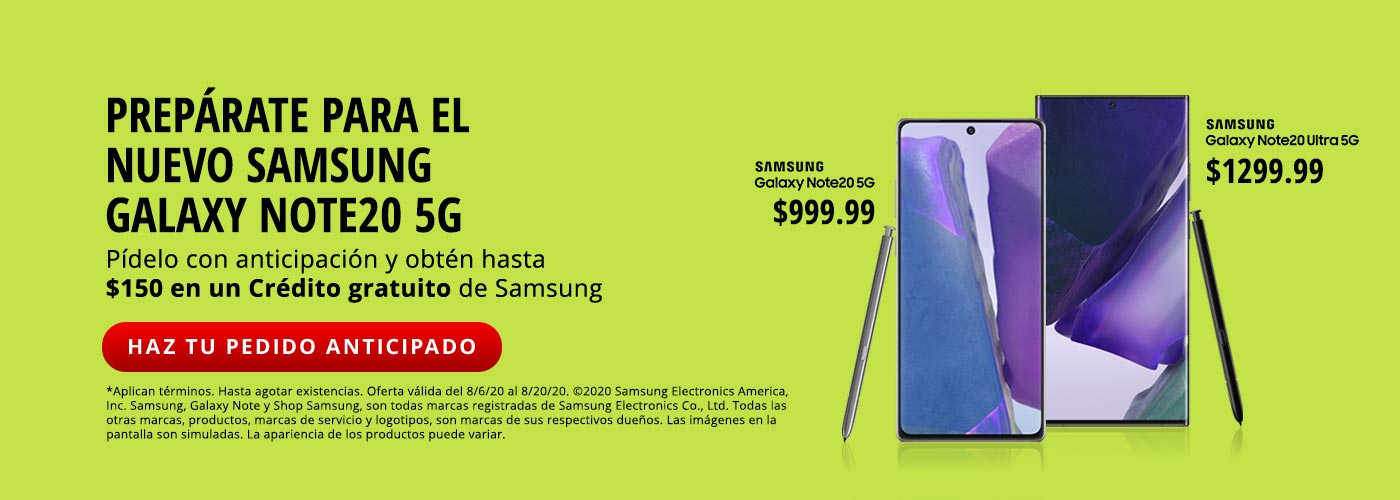 PREPÁRATE PARA EL
NUEVO SAMSUNG
GALAXY NOTE20 5G
Pídelo con anticipación y obtén hasta
$150 en un Crédito gratuito de Samsung
HAZ TU PEDIDO ANTICIPADO
*Aplican términos. Hasta agotar existencias. Oferta válida del 8/6/20 al 8/20/20. ©2020 Samsung Electronics America,
Inc. Samsung, Galaxy Note y Shop Samsung, son todas marcas registradas de Samsung Electronics Co., Ltd. Todas las
otras marcas, productos, marcas de servicio y logotipos, son marcas de sus respectivos dueños. Las imágenes en la
pantalla son simuladas. La apariencia de los productos puede variar.
SAMSUNG
Galaxy Note20 5G
$999.99
SAMSUNG
Galaxy Note20 Ultra 5G
$1299.99